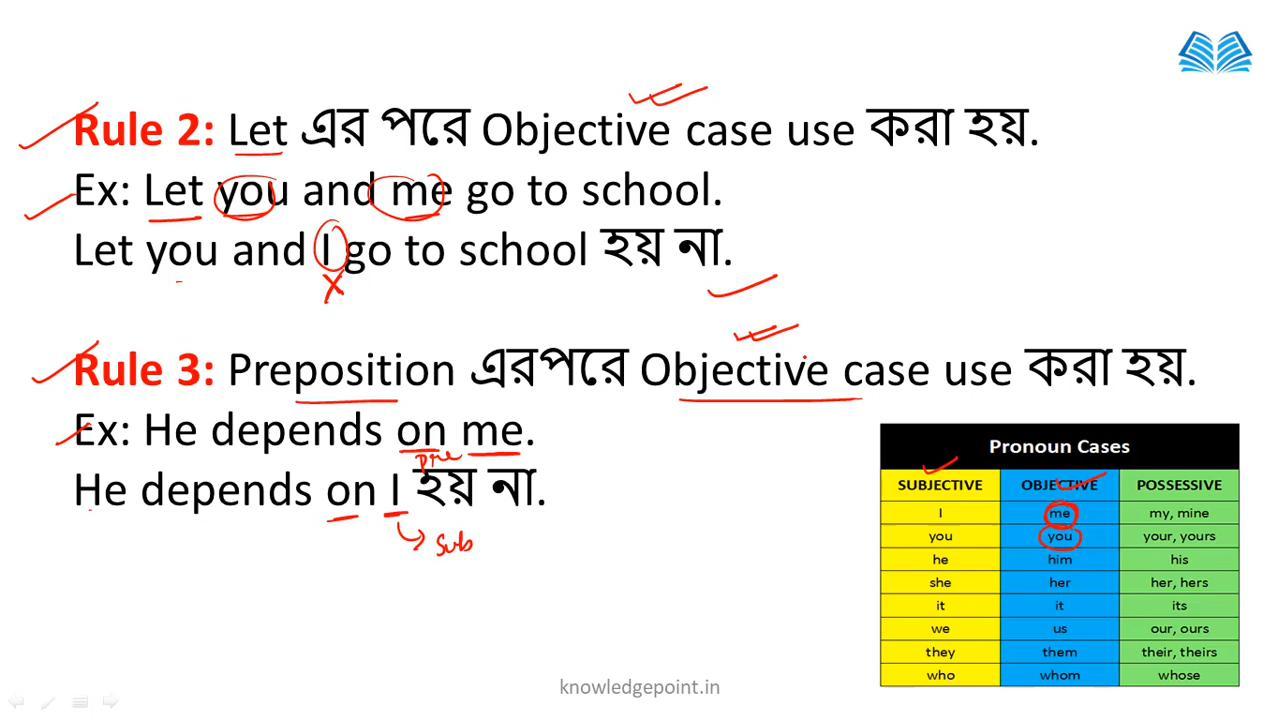 Rule 2: Let এর পরে Objective case use করা হয়.
Ex: Let you and me go to school.
Let you and I go to school হয় না.
Rule 3: Preposition এরপরে Objective case use করা হয়.
Ex: He depends on me.
pre
He depends on I হয় না.
sub
Pronoun Cases
SUBJECTIVE OBJECTIVE POSSESSIVE
I me my, mine
you you your, yours
he him his
she her her, hers
it it its
we us our, ours
they them their, theirs
who whom whose
knowledgepoint.in